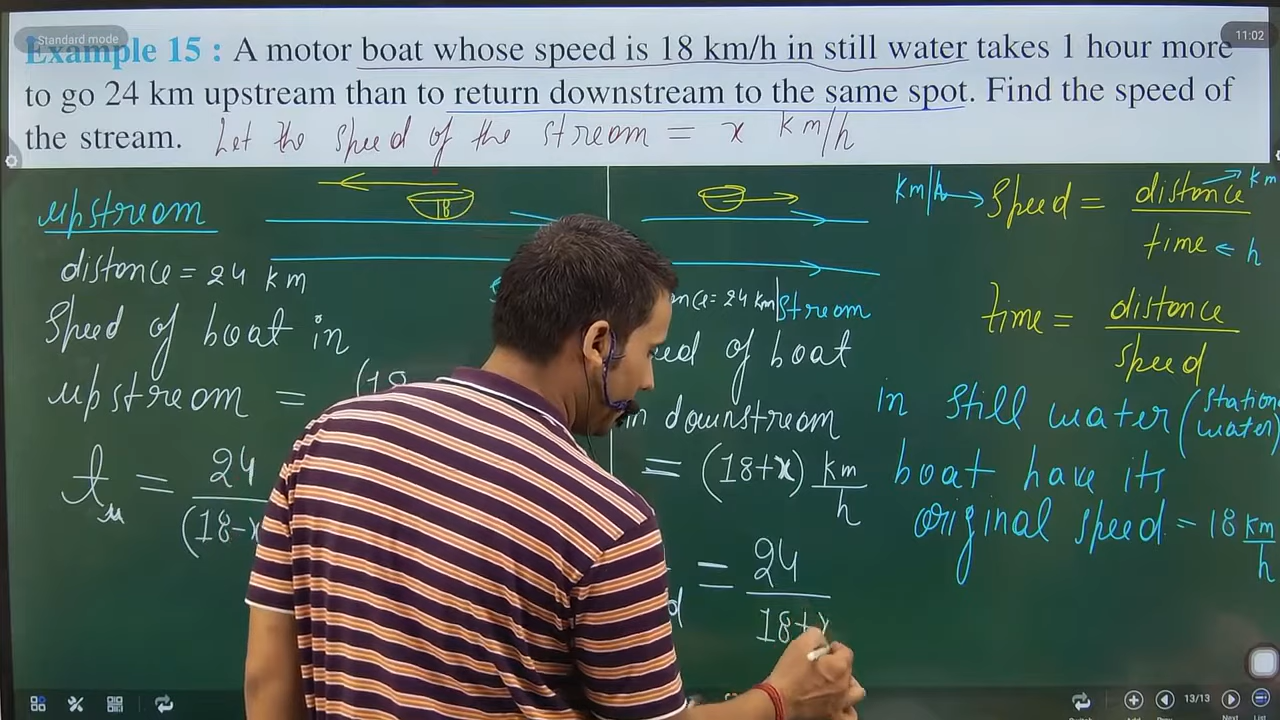 Standard mode
11:02
Example 15 : A motor boat whose speed is 18 km/h in still water takes 1 hour more
to go 24 km upstream than to return downstream to the same spot. Find the speed of
the stream. Let the speed of the stream = x km/h
upstream
18
distance = 24 km
Speed of boat in
upstream = (18
t u = 24 / (18-x
nce = 24 km
Stream
ed of boat
in downstream
= (18+x) km/h
d = 24 / 18+x
km/h → Speed = distance → km / time ← h
time = distance / speed
in still water (station
water)
boat have its
original speed = 18 km/h
13/13